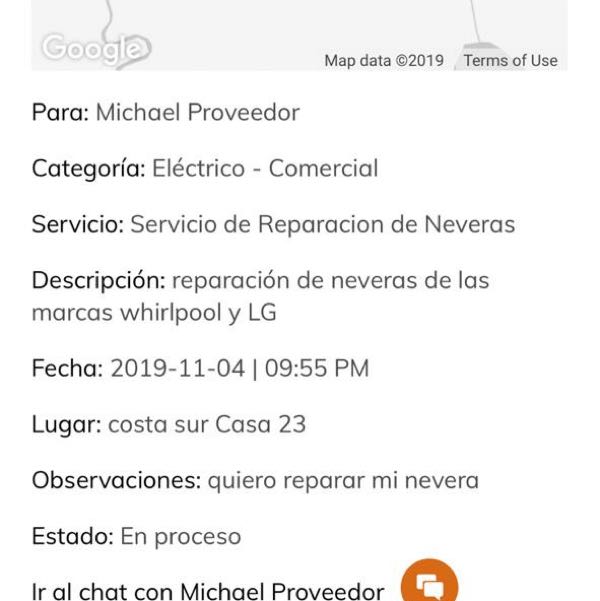 Google
Map data ©2019 Terms of Use
Para: Michael Proveedor
Categoría: Eléctrico - Comercial
Servicio: Servicio de Reparacion de Neveras
Descripción: reparación de neveras de las
marcas whirlpool y LG
Fecha: 2019-11-04 | 09:55 PM
Lugar: costa sur Casa 23
Observaciones: quiero reparar mi nevera
Estado: En proceso
Ir al chat con Michael Proveedor